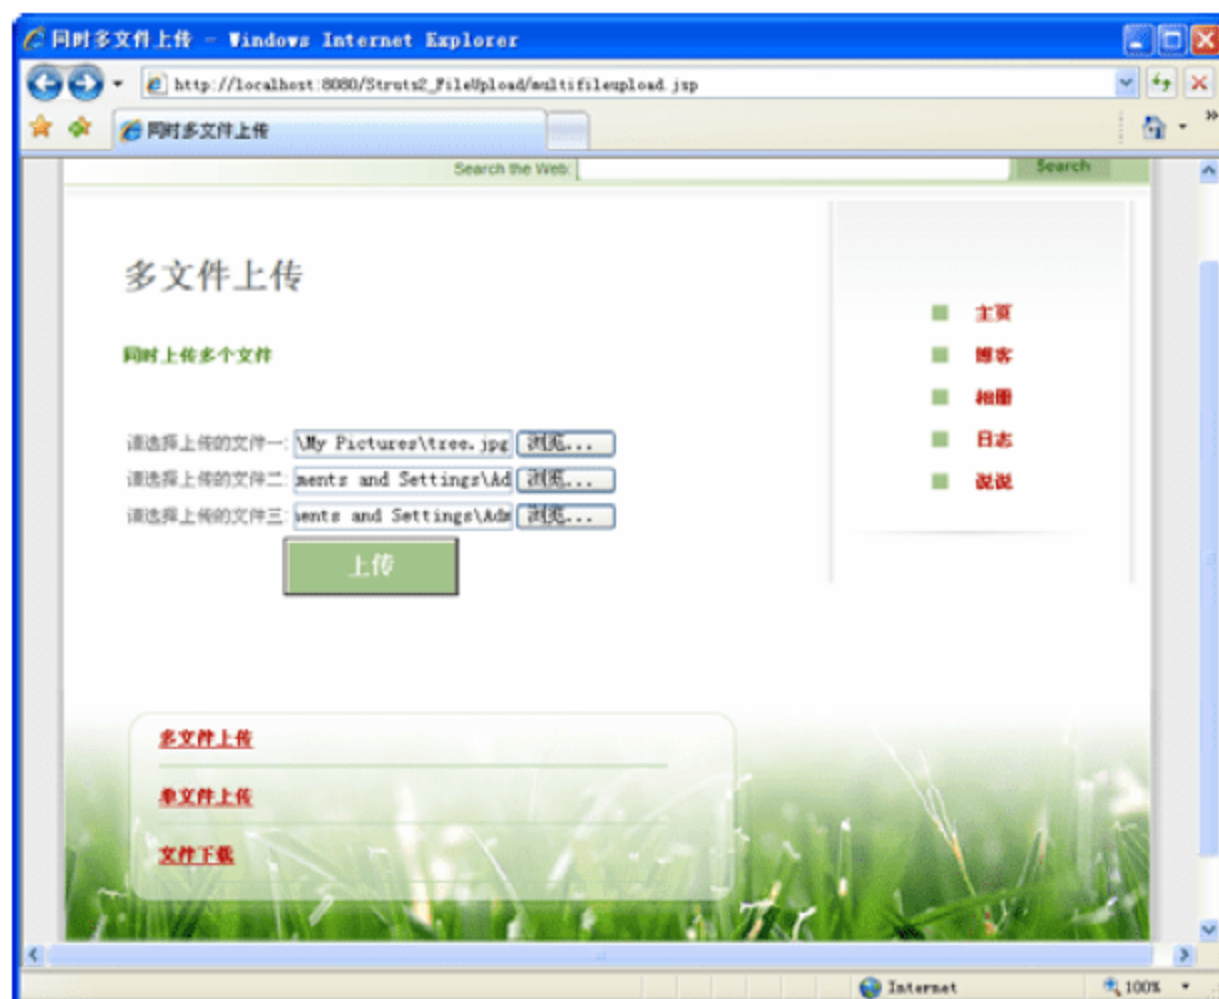 同时多文件上传 - Windows Internet Explorer
http://localhost:8080/Struts2_FileUpload/multifileupload.jsp
同时多文件上传
Search the Web: Search
多文件上传
同时上传多个文件
请选择上传的文件一: \My Pictures\tree.jpg 浏览...
请选择上传的文件二: ments and Settings\Ad 浏览...
请选择上传的文件三: ents and Settings\Adm 浏览...
上传
主页
博客
相册
日志
说说
多文件上传
单文件上传
文件下载
Internet 100%